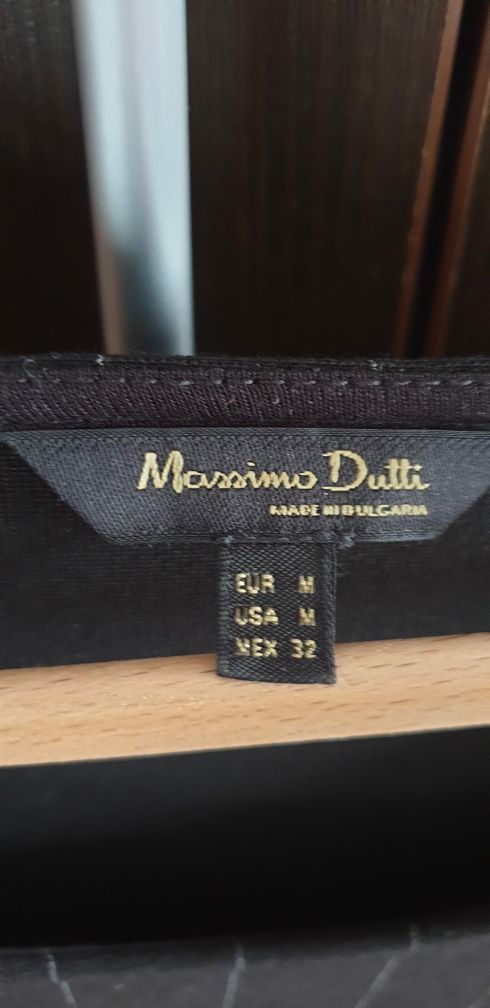 Massimo Dutti
MADE IN BULGARIA
EUR M
USA M
MEX 32